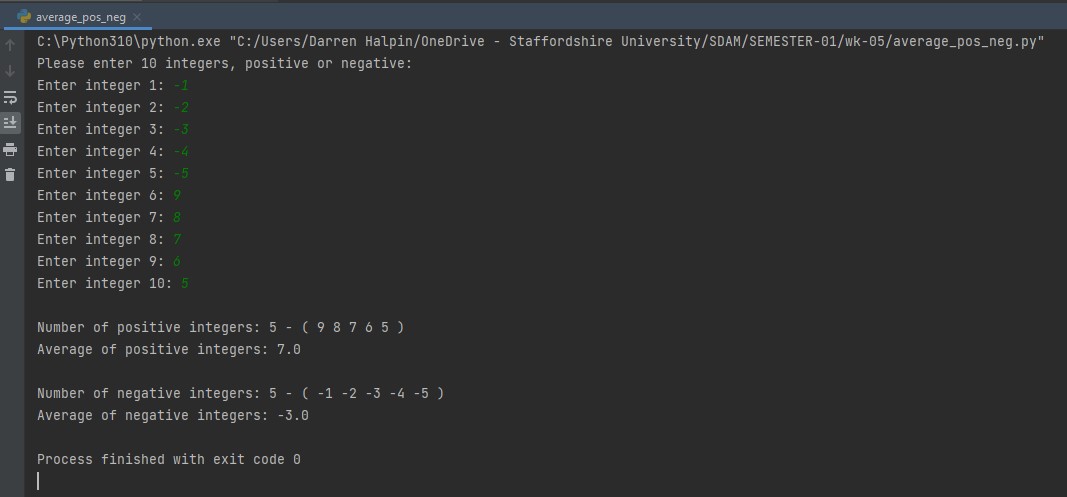 average_pos_neg
C:\Python310\python.exe "C:/Users/Darren Halpin/OneDrive - Staffordshire University/SDAM/SEMESTER-01/wk-05/average_pos_neg.py"
Please enter 10 integers, positive or negative:
Enter integer 1: -1
Enter integer 2: -2
Enter integer 3: -3
Enter integer 4: -4
Enter integer 5: -5
Enter integer 6: 9
Enter integer 7: 8
Enter integer 8: 7
Enter integer 9: 6
Enter integer 10: 5
Number of positive integers: 5 - ( 9 8 7 6 5 )
Average of positive integers: 7.0
Number of negative integers: 5 - ( -1 -2 -3 -4 -5 )
Average of negative integers: -3.0
Process finished with exit code 0